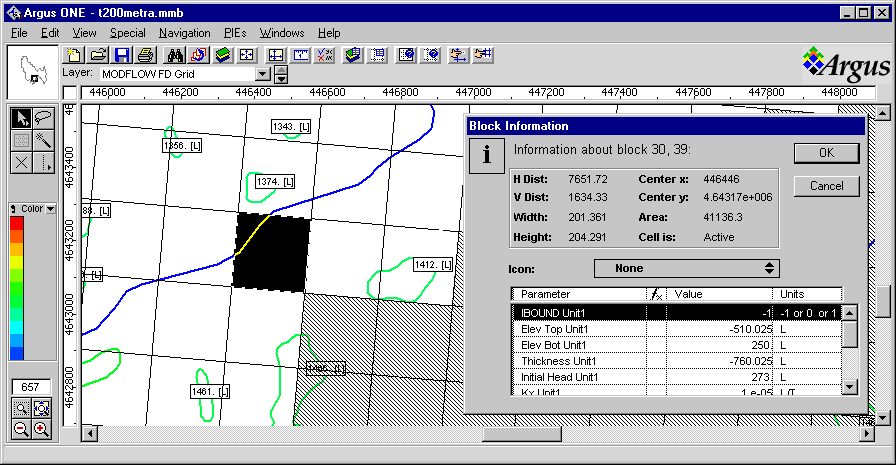 Argus ONE - t200metra.mmb
File Edit View Special Navigation PIEs Windows Help
Layer: MODFLOW FD Grid
Argus
446000 446200 446400 446600 446800 447000 447200 447400 447600 447800 448000
4643400
4643200
4643000
4642800
Color
657
1343. [L]
1356. [L]
1374. [L]
88. [L]
1412. [L]
. [L]
1495. [L]
1461. [L]
Block Information
Information about block 30, 39:
OK
Cancel
H Dist: 7651.72 Center x: 446446
V Dist: 1634.33 Center y: 4.64317e+006
Width: 201.361 Area: 41136.3
Height: 204.291 Cell is: Active
Icon: None
Parameter fx Value Units
IBOUND Unit1 -1 -1 or 0 or 1
Elev Top Unit1 -510.025 L
Elev Bot Unit1 250 L
Thickness Unit1 -760.025 L
Initial Head Unit1 273 L
Kx Unit1 1.e-05 L/T